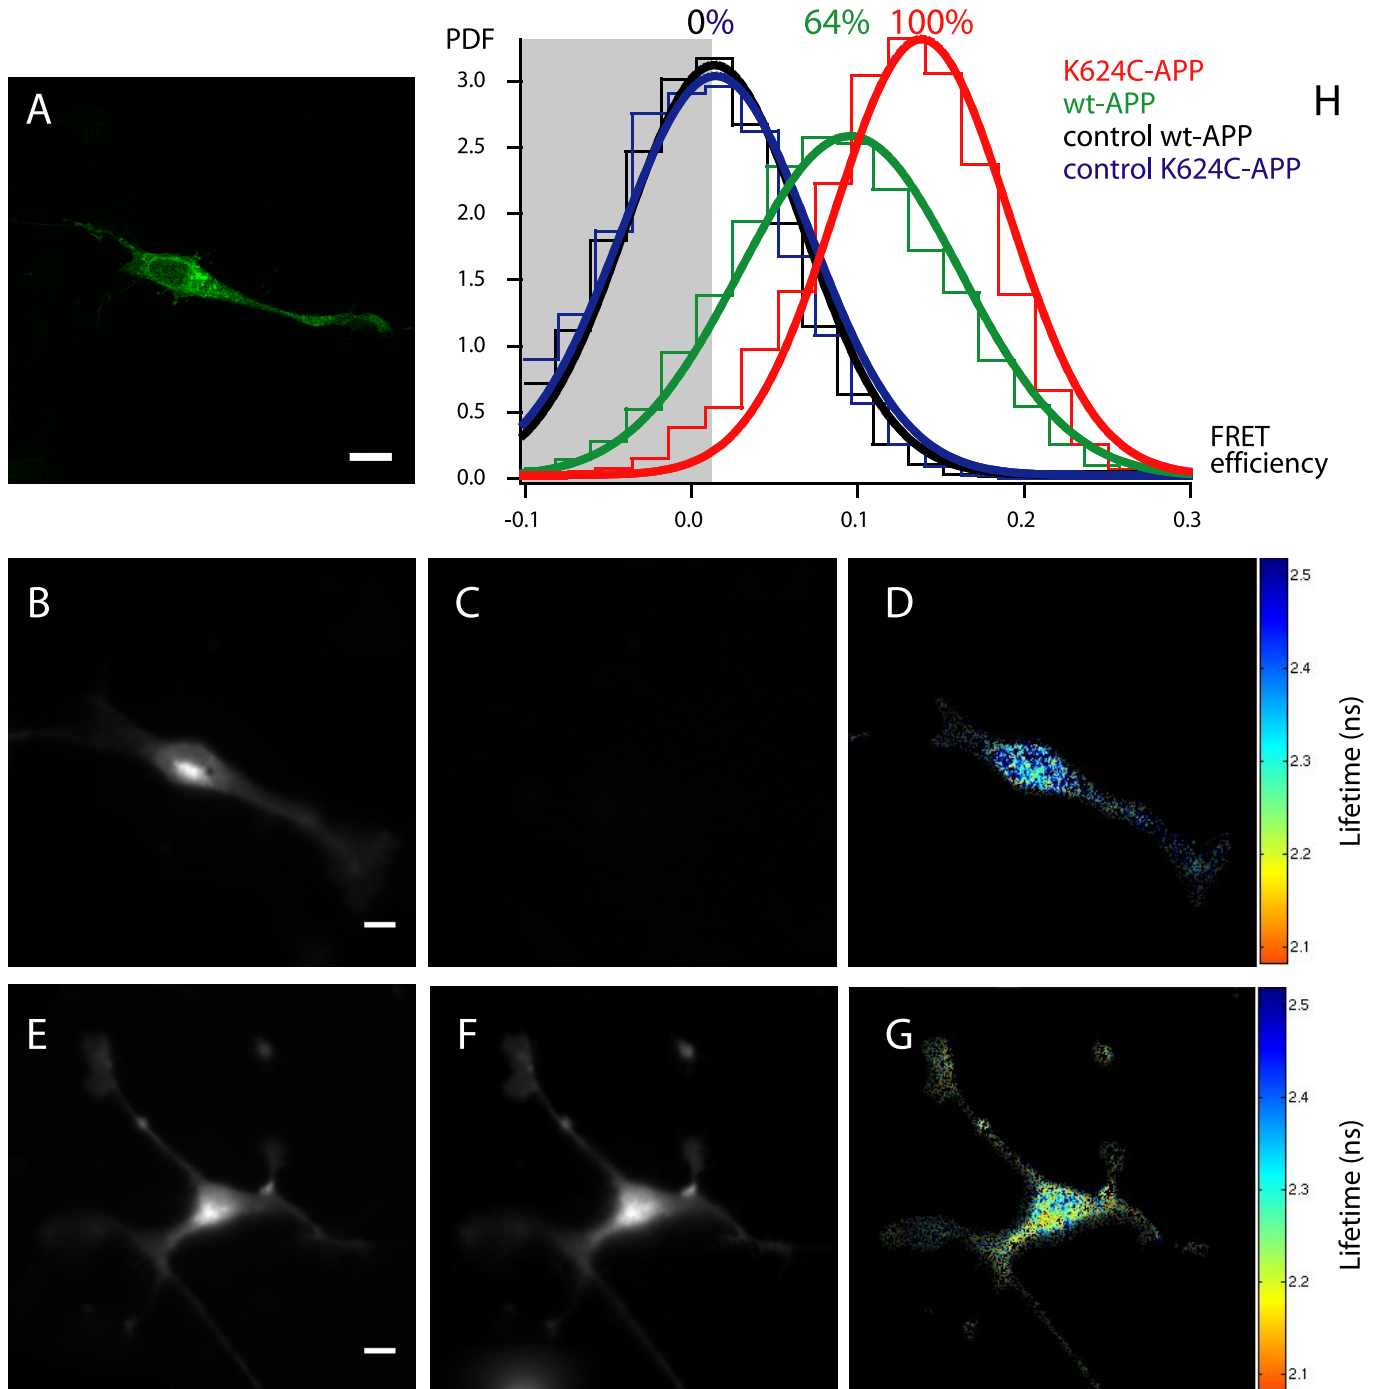 A
PDF
0% 64% 100%
K624C-APP
wt-APP
control wt-APP
control K624C-APP
H
3.0
2.5
2.0
1.5
1.0
0.5
0.0
-0.1 0.0 0.1 0.2 0.3
FRET
efficiency
B
C
D
2.5
2.4
2.3
2.2
2.1
Lifetime (ns)
E
F
G
2.5
2.4
2.3
2.2
2.1
Lifetime (ns)